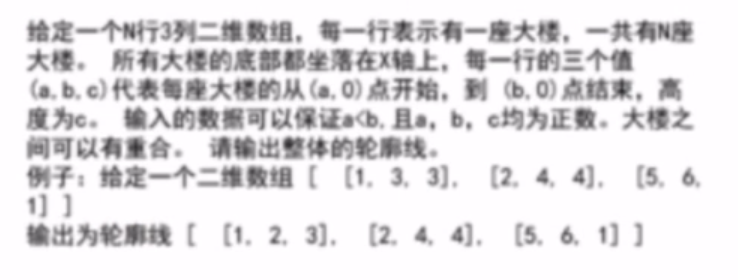 给定一个N行3列二维数组，每一行表示有一座大楼，一共有N座
大楼。 所有大楼的底部都坐落在X轴上，每一行的三个值
(a,b,c)代表每座大楼的从(a,0)点开始，到 (b,0)点结束，高
度为c。 输入的数据可以保证a<b,且a，b，c均为正数。大楼之
间可以有重合。 请输出整体的轮廓线。
例子：给定一个二维数组 [ [1, 3, 3], [2, 4, 4], [5, 6,
1] ]
输出为轮廓线 [ [1, 2, 3], [2, 4, 4], [5, 6, 1] ]